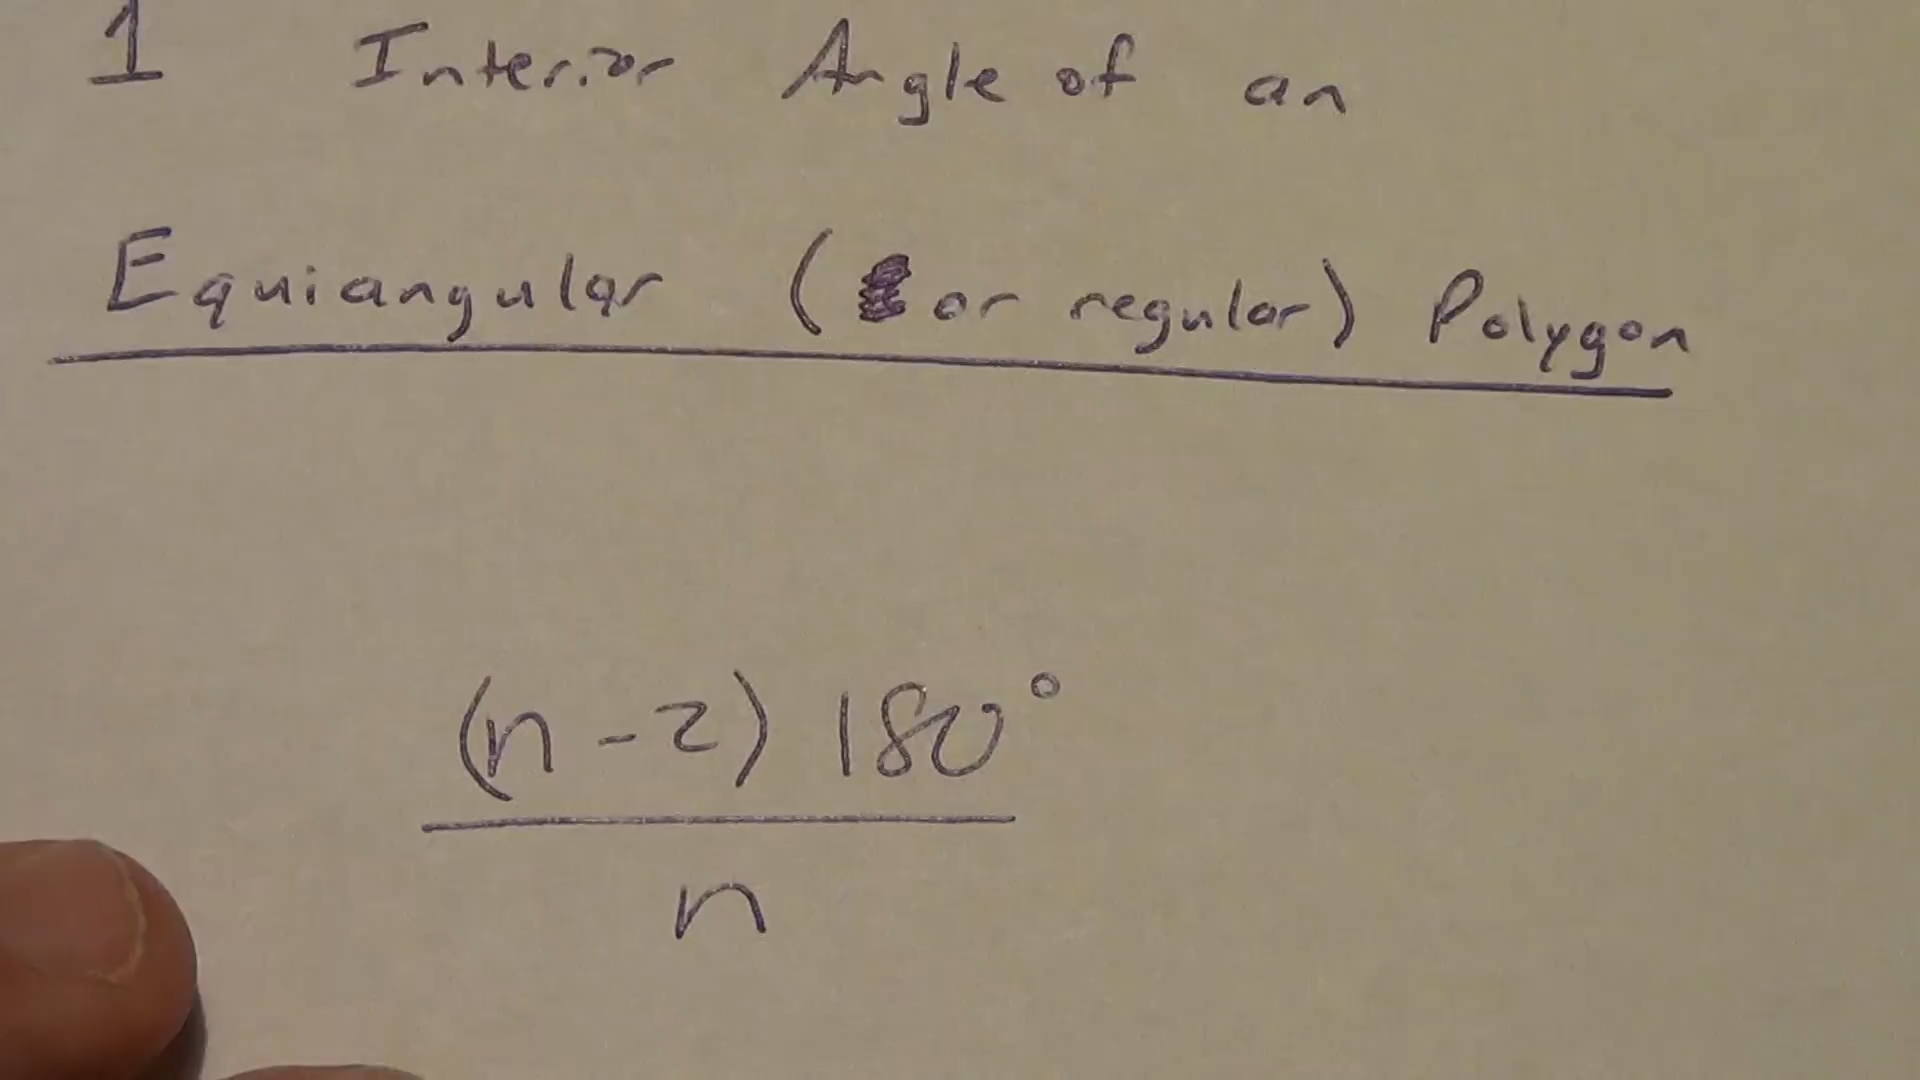 1 Interior Angle of an
Equiangular (or regular) Polygon
(n-2) 180°
n